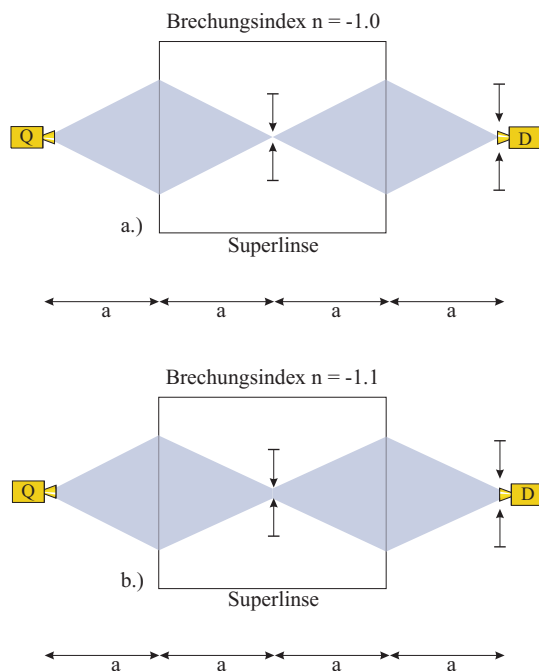 Brechungsindex n = -1.0
Q
D
a.)
Superlinse
a a a a
Brechungsindex n = -1.1
Q
D
b.)
Superlinse
a a a a